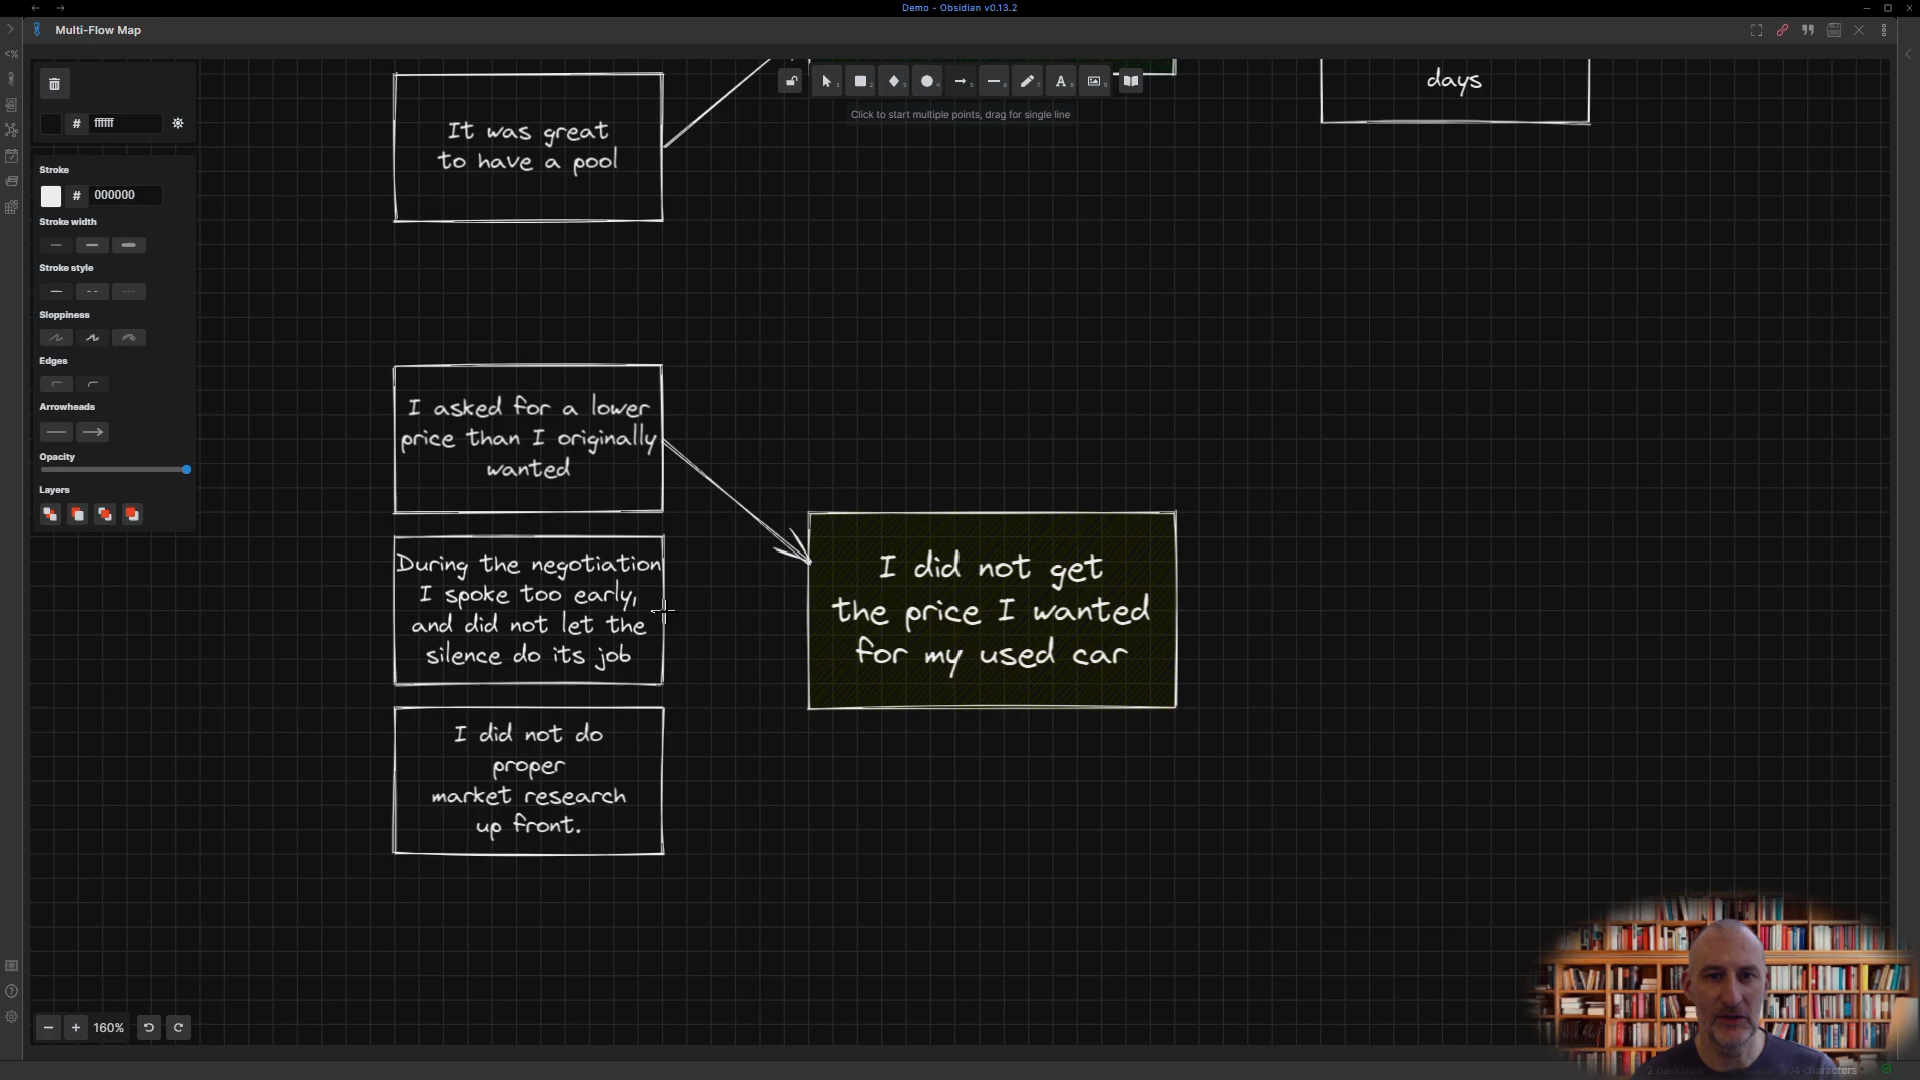 Demo - Obsidian v0.13.2
Multi-Flow Map
# ffffff
Stroke
# 000000
Stroke width
Stroke style
Sloppiness
Edges
Arrowheads
Opacity
Layers
Click to start multiple points, drag for single line
days
It was great
to have a pool
I asked for a lower
price than I originally
wanted
During the negotiation
I spoke too early,
and did not let the
silence do its job
I did not do
proper
market research
up front.
I did not get
the price I wanted
for my used car
160%
904 characters